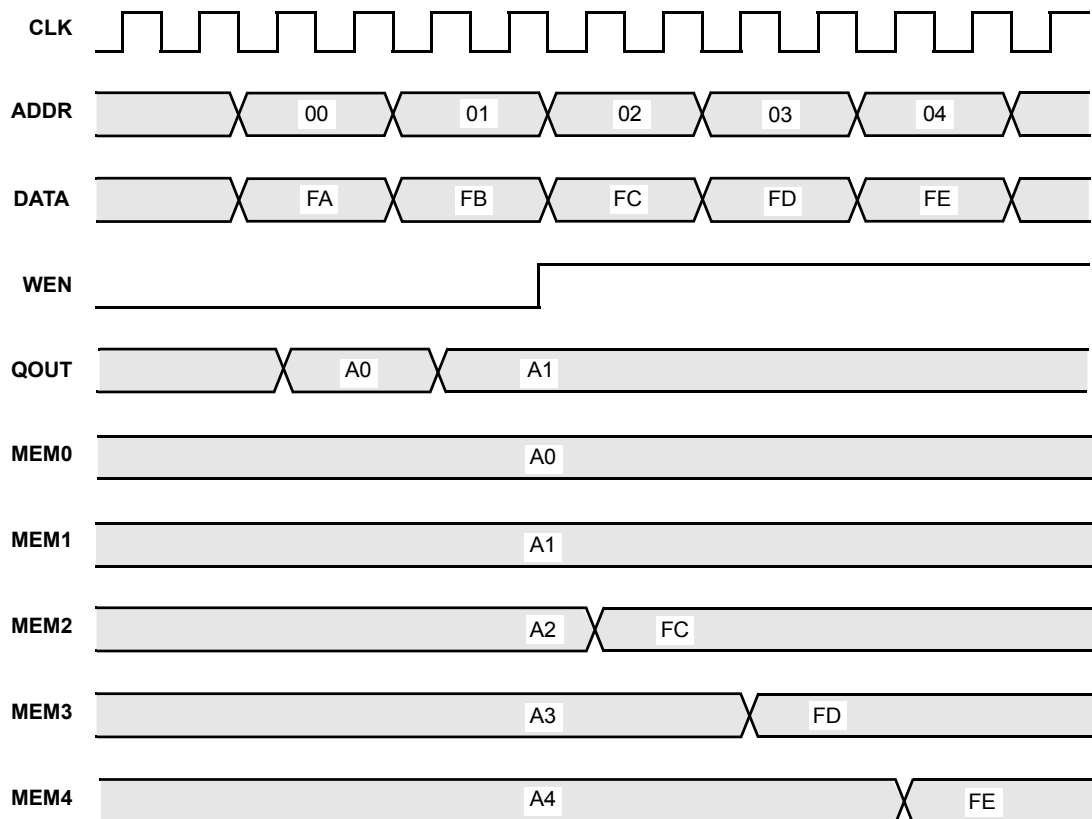 CLK
ADDR 00 01 02 03 04
DATA FA FB FC FD FE
WEN
QOUT A0 A1
MEM0 A0
MEM1 A1
MEM2 A2 FC
MEM3 A3 FD
MEM4 A4 FE